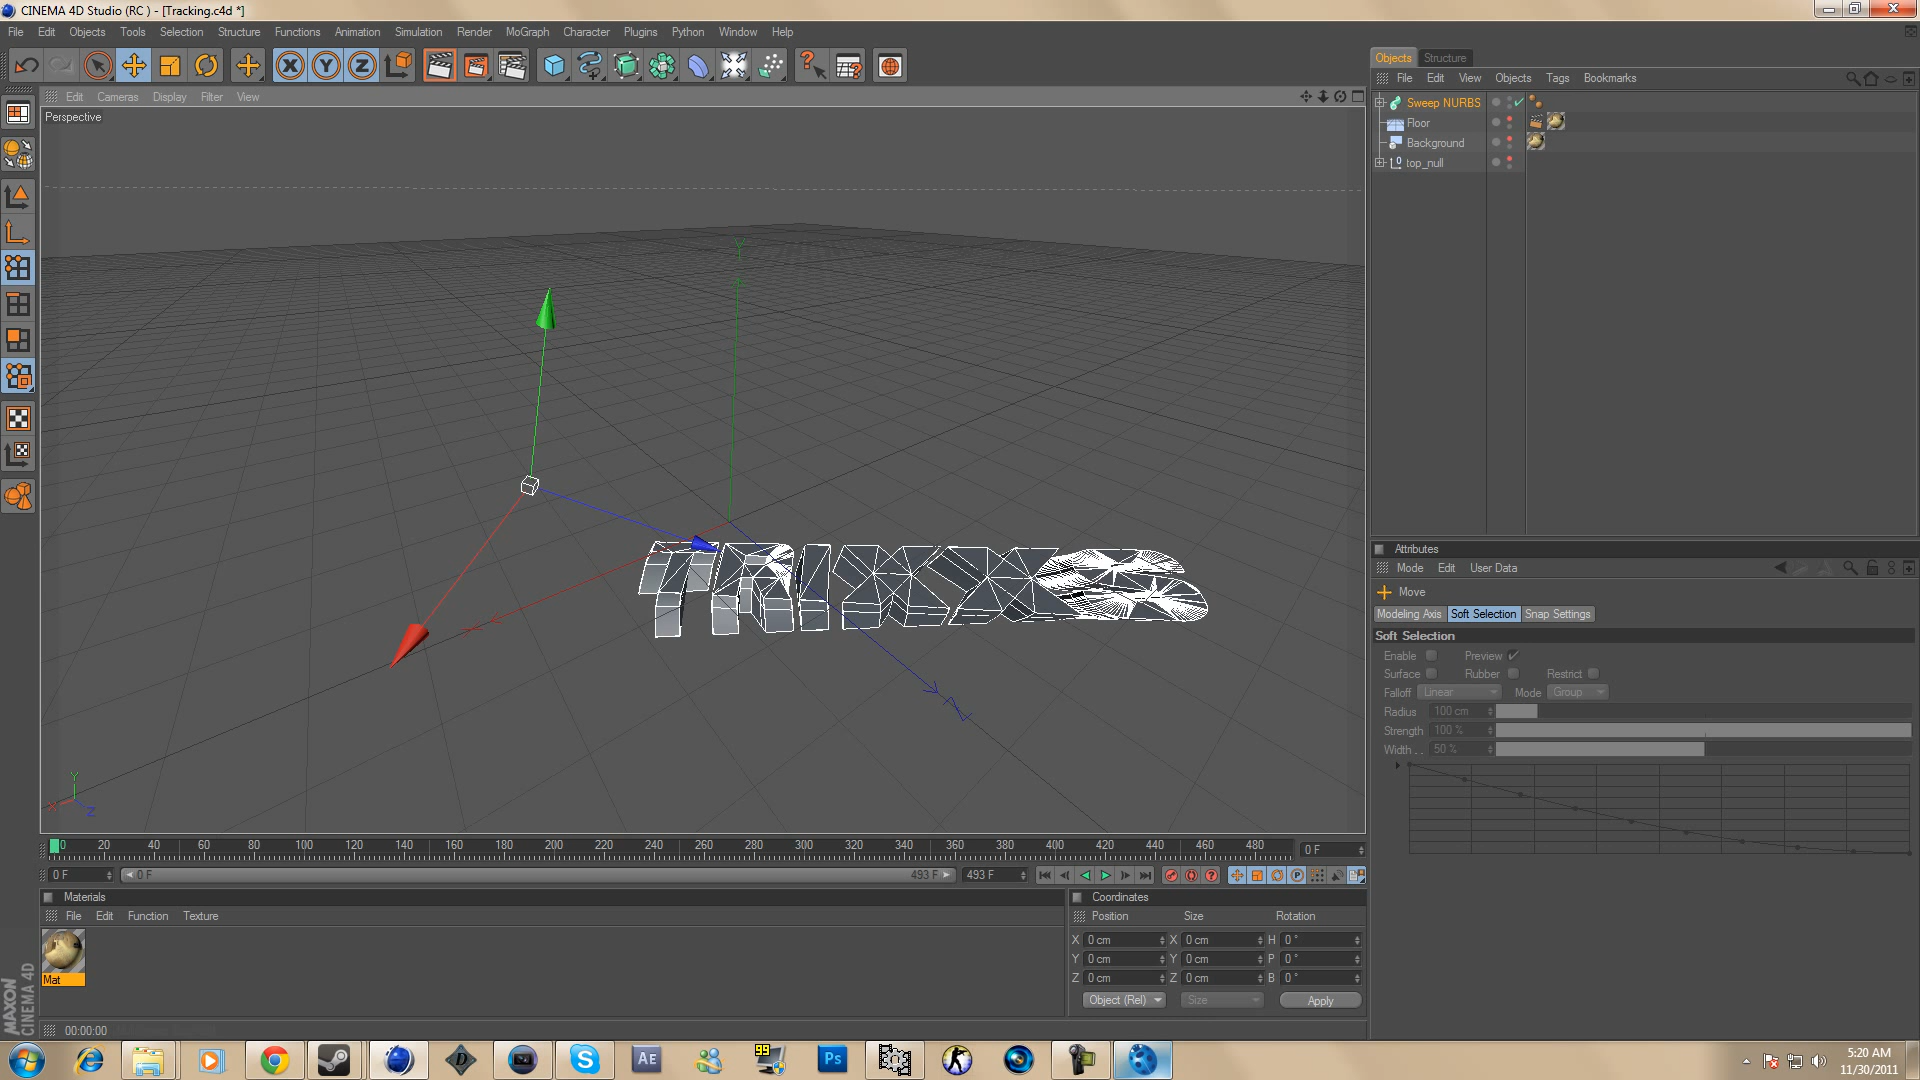 CINEMA 4D Studio (RC ) - [Tracking.c4d *]
File Edit Objects Tools Selection Structure Functions Animation Simulation Render MoGraph Character Plugins Python Window Help
Edit Cameras Display Filter View
Perspective
Y
X
Y
Z
Objects Structure
File Edit View Objects Tags Bookmarks
Sweep NURBS
Floor
Background
top_null
Attributes
Mode Edit User Data
Move
Modeling Axis Soft Selection Snap Settings
Soft Selection
Enable Preview
Surface Rubber Restrict
Falloff Linear Mode Group
Radius 100 cm
Strength 100 %
Width . . 50 %
0 20 40 60 80 100 120 140 160 180 200 220 240 260 280 300 320 340 360 380 400 420 440 460 480 0 F
0 F 0 F 493 F 493 F
Materials
File Edit Function Texture
Mat
Coordinates
Position Size Rotation
X 0 cm X 0 cm H 0 °
Y 0 cm Y 0 cm P 0 °
Z 0 cm Z 0 cm B 0 °
Object (Rel) Size Apply
MAXON
CINEMA 4D
00:00:00
AE
99
Ps
5:20 AM
11/30/2011